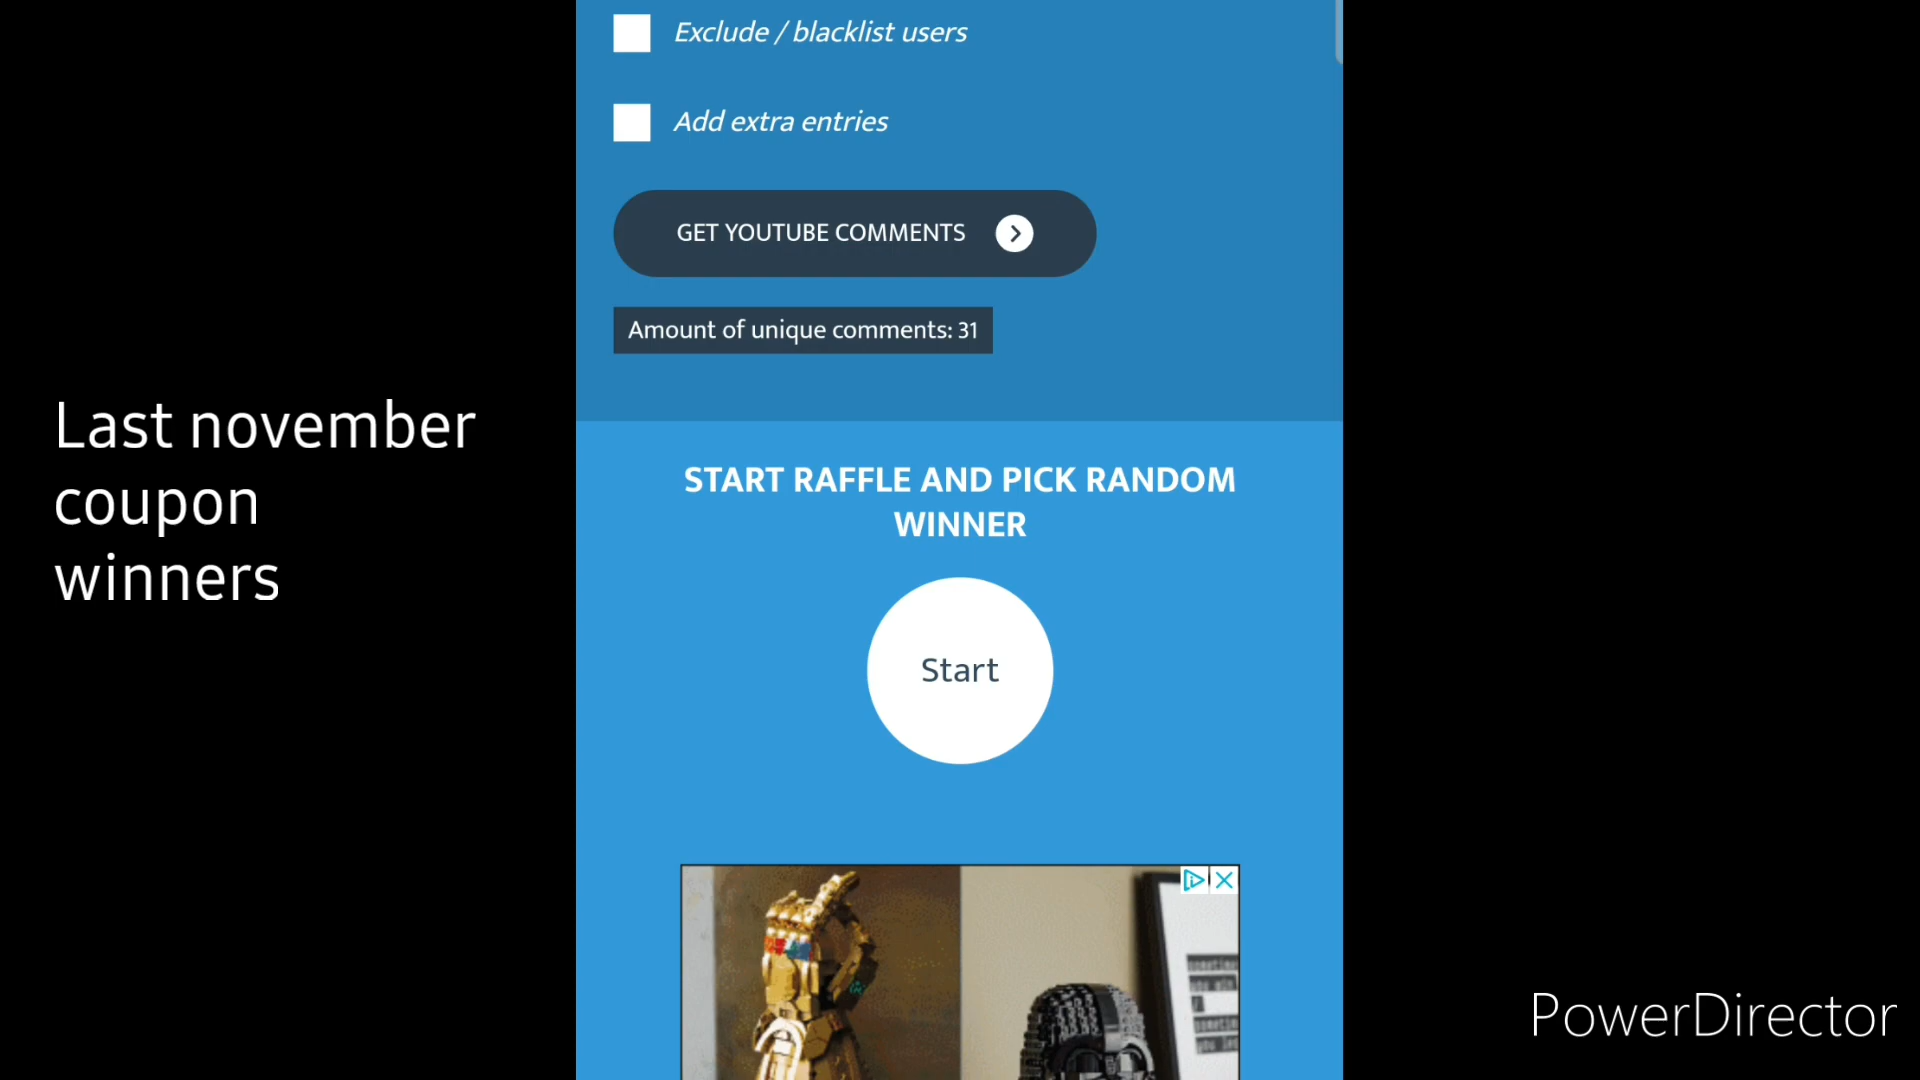 Exclude / blacklist users
Add extra entries
GET YOUTUBE COMMENTS
Amount of unique comments: 31
Last november
coupon
winners
START RAFFLE AND PICK RANDOM
WINNER
Start
PowerDirector